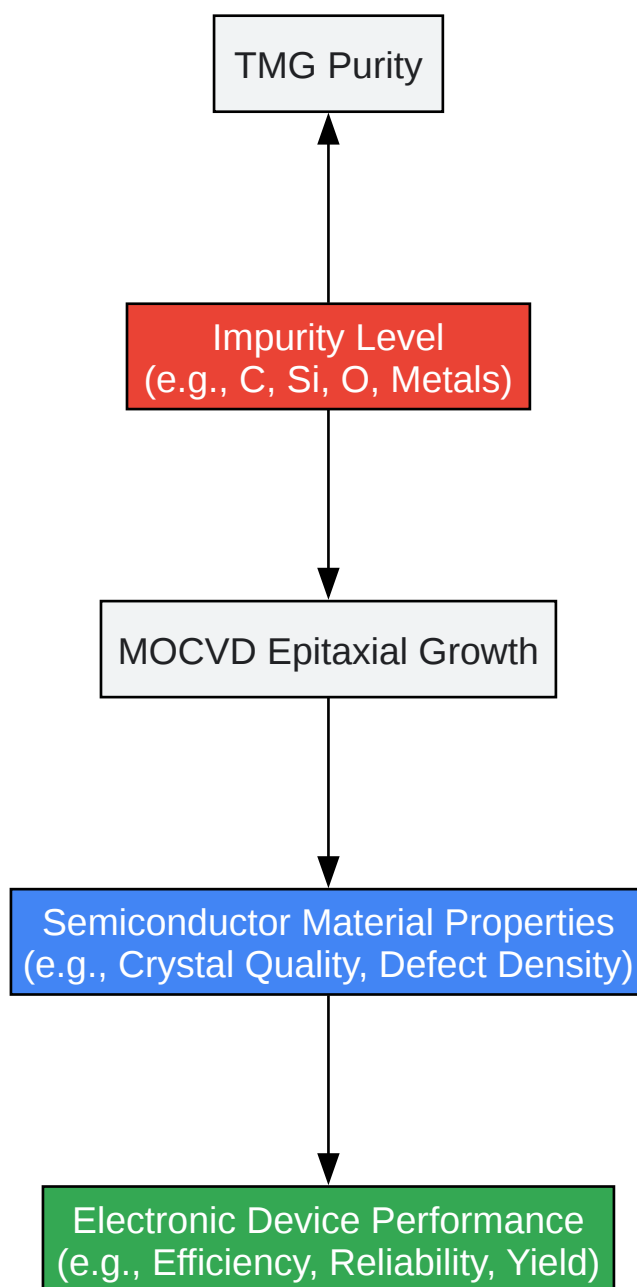 TMG Purity
Impurity Level
(e.g., C, Si, O, Metals)
MOCVD Epitaxial Growth
Semiconductor Material Properties
(e.g., Crystal Quality, Defect Density)
Electronic Device Performance
(e.g., Efficiency, Reliability, Yield)